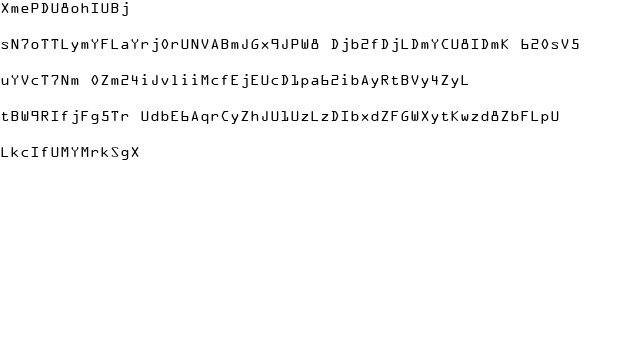 XmePDU8ohIUBj
sN7oTTLymYFLaYrj0rUNVABmJGx9JPW8 Djb2fDjLDmYCU8IDmK 620sV5
uYVcT7Nm 0Zm24iJvliiMcfEjEUcD1pa62ibAyRtBVy4ZyL
tBW9RIfjFg5Tr UdbE6AqrCyZhJU1UzLzDIbxdZFGWXytKwzd8ZbFLpU
LkcIfUMYMrkSgX